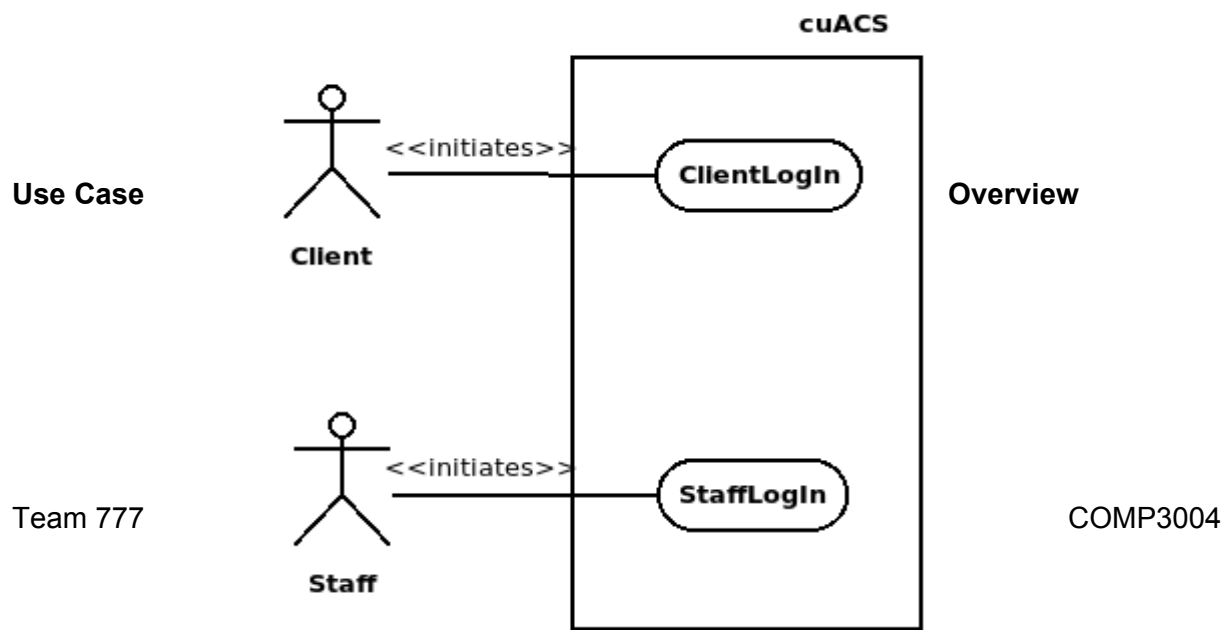 cuACS
<<initiates>>
ClientLogIn
Use Case
Overview
Client
<<initiates>>
StaffLogIn
Team 777
COMP3004
Staff